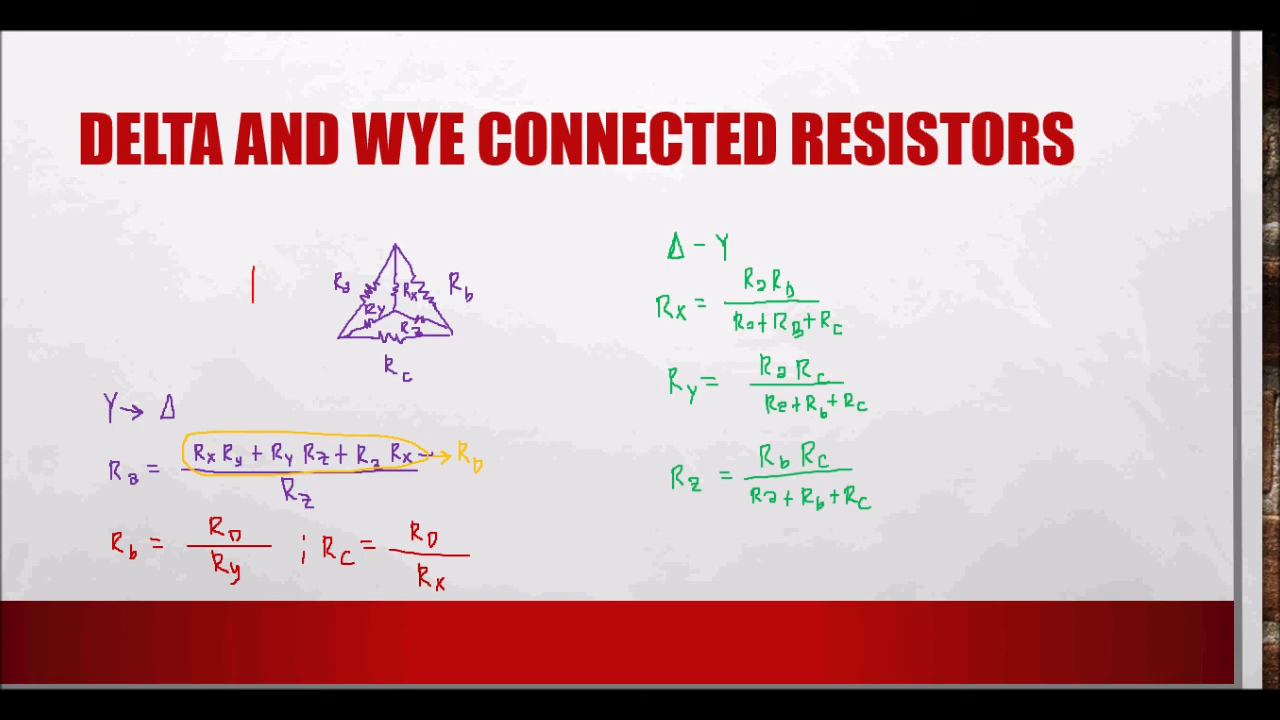 DELTA AND WYE CONNECTED RESISTORS
Ra
Rx
Rb
Ry
Rz
Rc
Y → Δ
Ra = Rx Ry + Ry Rz + Rz Rx → RD
Rz
Rb = RD ; Rc = RD
Ry Rx
Δ - Y
Rx = Ra Rb
Ra + RB + Rc
Ry = Ra Rc
Ra + Rb + Rc
Rz = Rb Rc
Ra + Rb + Rc